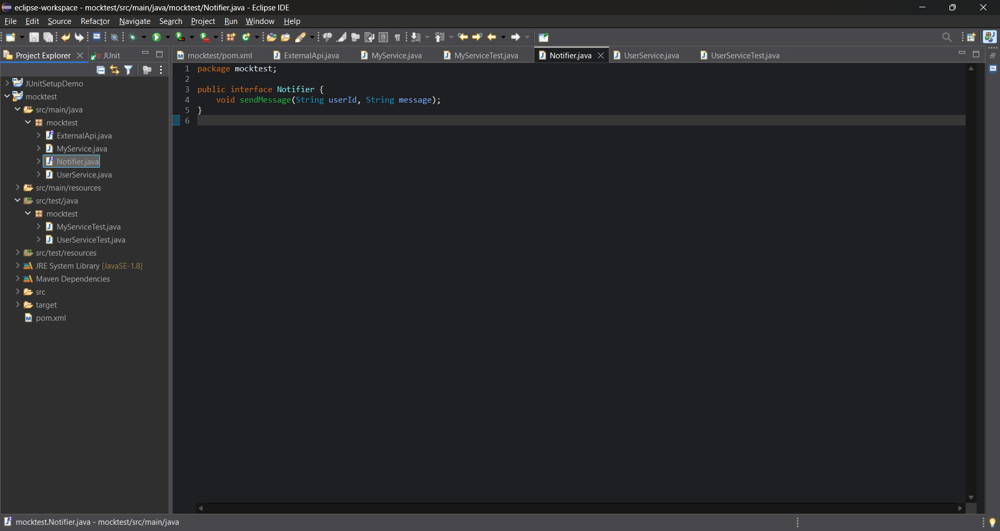 eclipse-workspace - mocktest/src/main/java/mocktest/Notifier.java - Eclipse IDE
File Edit Source Refactor Navigate Search Project Run Window Help
Project Explorer JUnit mocktest/pom.xml ExternalApi.java MyService.java MyServiceTest.java Notifier.java UserService.java UserServiceTest.java
JUnitSetupDemo
mocktest
src/main/java
mocktest
ExternalApi.java
MyService.java
Notifier.java
UserService.java
src/main/resources
src/test/java
mocktest
MyServiceTest.java
UserServiceTest.java
src/test/resources
JRE System Library [JavaSE-1.8]
Maven Dependencies
src
target
pom.xml
1 package mocktest;
2
3 public interface Notifier {
4     void sendMessage(String userId, String message);
5 }
6
mocktest.Notifier.java - mocktest/src/main/java